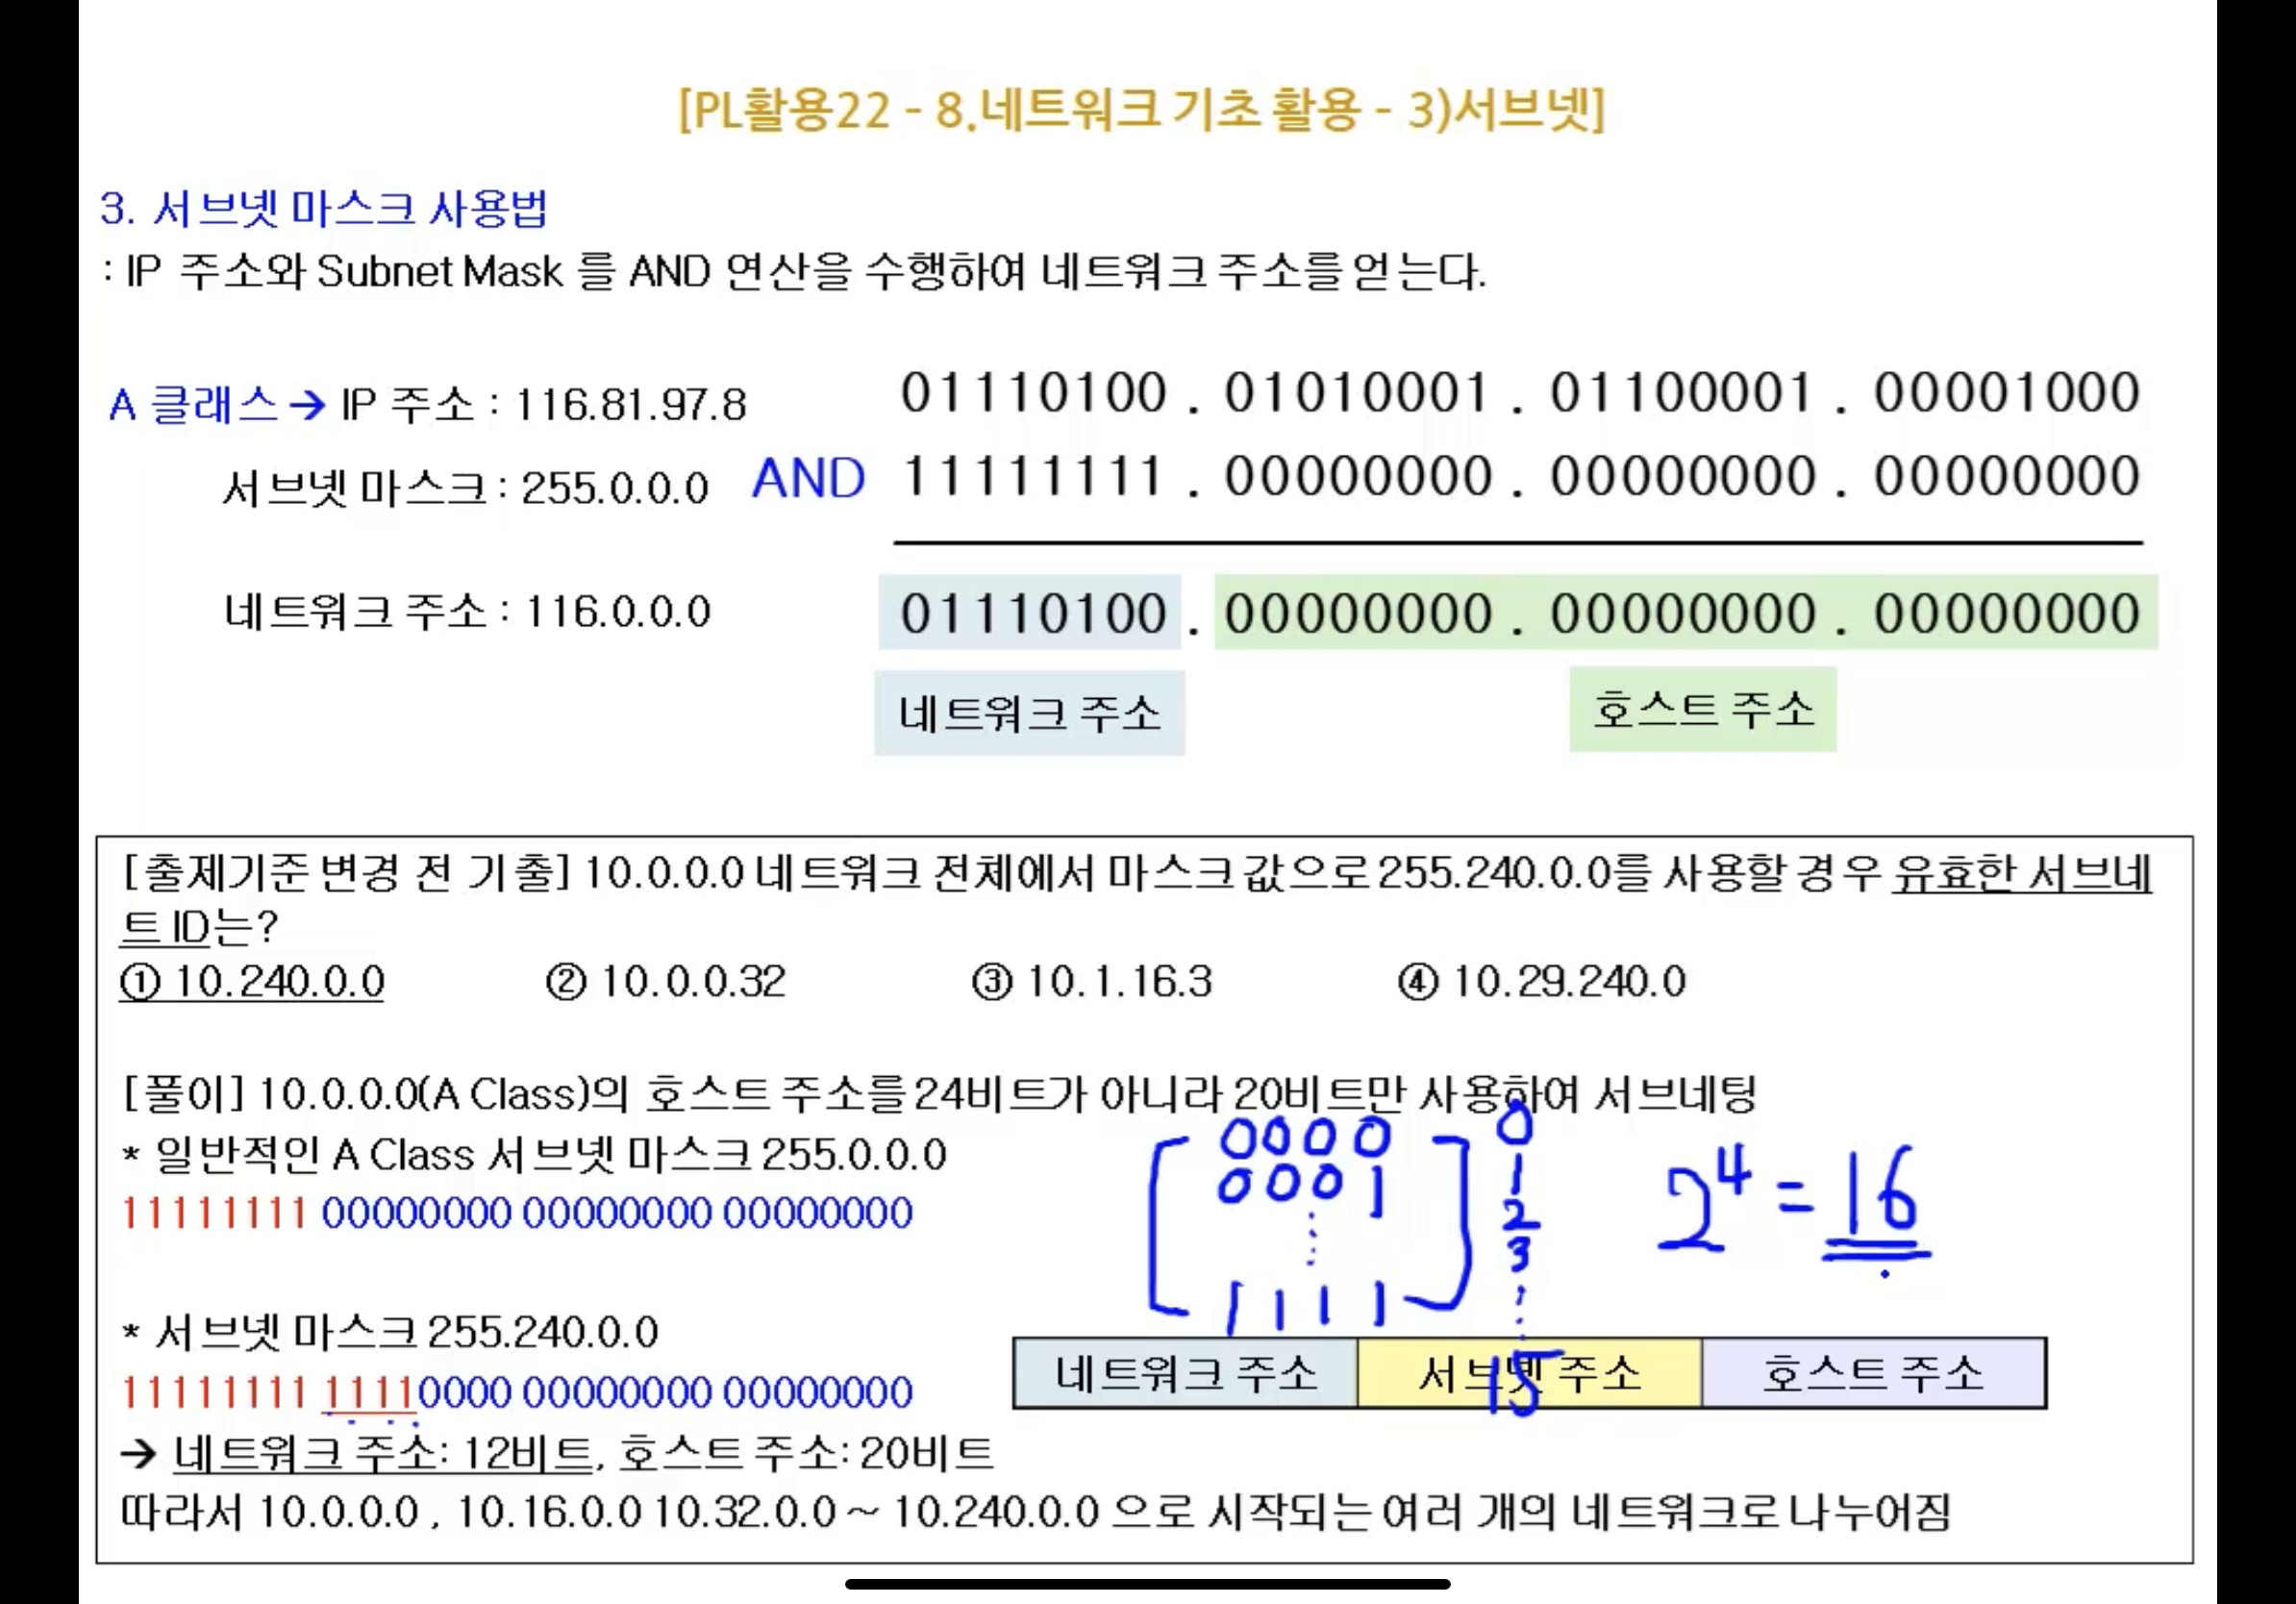 [PL활용22 - 8.네트워크 기초 활용 - 3)서브넷]
3. 서브넷 마스크 사용법
: IP 주소와 Subnet Mask 를 AND 연산을 수행하여 네트워크 주소를 얻는다.
A 클래스 → IP 주소 : 116.81.97.8 01110100 . 01010001 . 01100001 . 00001000
서브넷 마스크 : 255.0.0.0 AND 11111111 . 00000000 . 00000000 . 00000000
네트워크 주소 : 116.0.0.0 01110100 . 00000000 . 00000000 . 00000000
네트워크 주소 호스트 주소
[출제기준 변경 전 기출] 10.0.0.0 네트워크 전체에서 마스크 값으로 255.240.0.0를 사용할 경우 유효한 서브네
트 ID는?
① 10.240.0.0 ② 10.0.0.32 ③ 10.1.16.3 ④ 10.29.240.0
[풀이] 10.0.0.0(A Class)의 호스트 주소를 24비트가 아니라 20비트만 사용하여 서브네팅
* 일반적인 A Class 서브넷 마스크 255.0.0.0
11111111 00000000 00000000 00000000
* 서브넷 마스크 255.240.0.0
11111111 11110000 00000000 00000000
→ 네트워크 주소: 12비트, 호스트 주소: 20비트
따라서 10.0.0.0 , 10.16.0.0 10.32.0.0 ~ 10.240.0.0 으로 시작되는 여러 개의 네트워크로 나누어짐
0000 0
0001 1
2
3
⋮ ⋮
1111
15
2⁴ = 16
네트워크 주소 서브넷 주소 호스트 주소